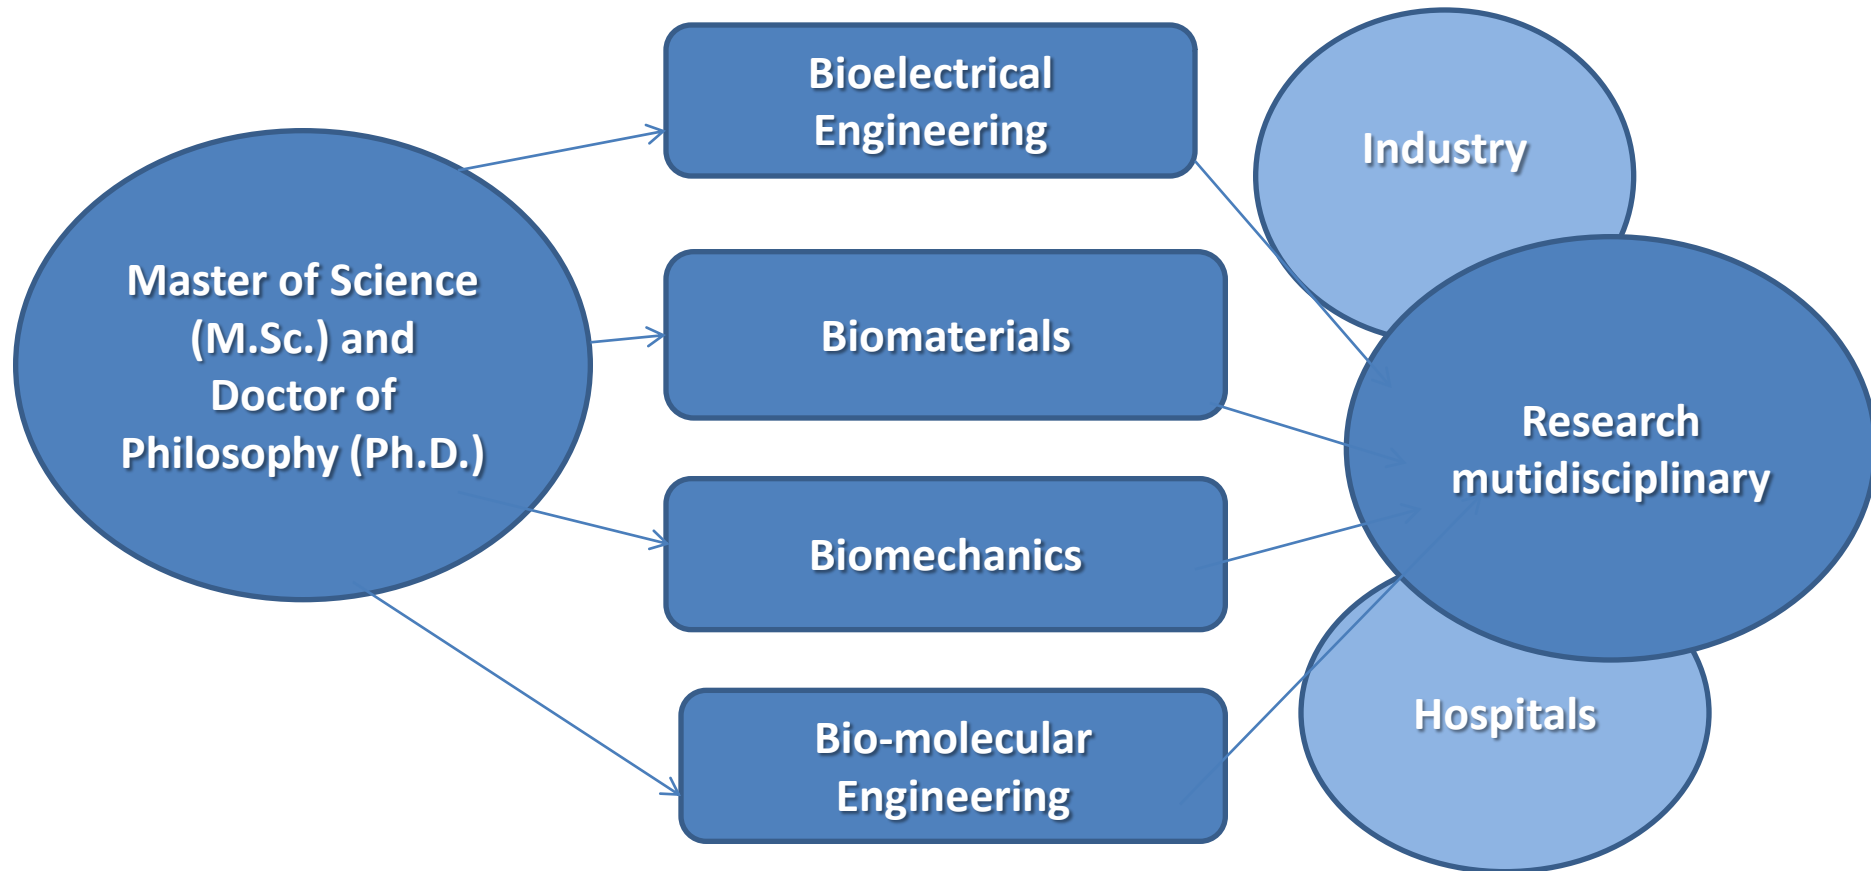 Master of Science
(M.Sc.) and
Doctor of
Philosophy (Ph.D.)
Bioelectrical
Engineering
Biomaterials
Biomechanics
Bio-molecular
Engineering
Industry
Research
mutidisciplinary
Hospitals